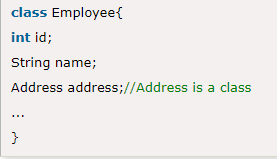 class Employee{
int id;
String name;
Address address;//Address is a class
...
}